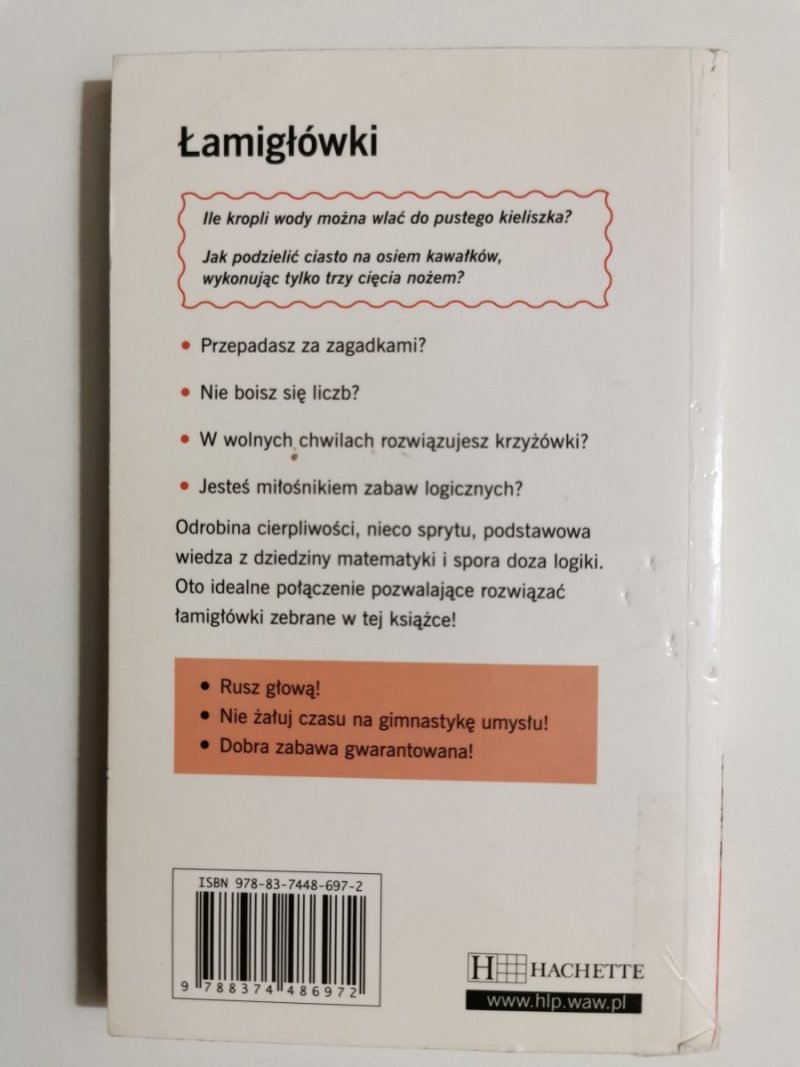 Łamigłówki
Ile kropli wody można wlać do pustego kieliszka?
Jak podzielić ciasto na osiem kawałków,
wykonując tylko trzy cięcia nożem?
• Przepadasz za zagadkami?
• Nie boisz się liczb?
• W wolnych chwilach rozwiązujesz krzyżówki?
• Jesteś miłośnikiem zabaw logicznych?
Odrobina cierpliwości, nieco sprytu, podstawowa
wiedza z dziedziny matematyki i spora doza logiki.
Oto idealne połączenie pozwalające rozwiązać
łamigłówki zebrane w tej książce!
• Rusz głową!
• Nie żałuj czasu na gimnastykę umysłu!
• Dobra zabawa gwarantowana!
ISBN 978-83-7448-697-2
9 788374 486972
H HACHETTE
www.hlp.waw.pl